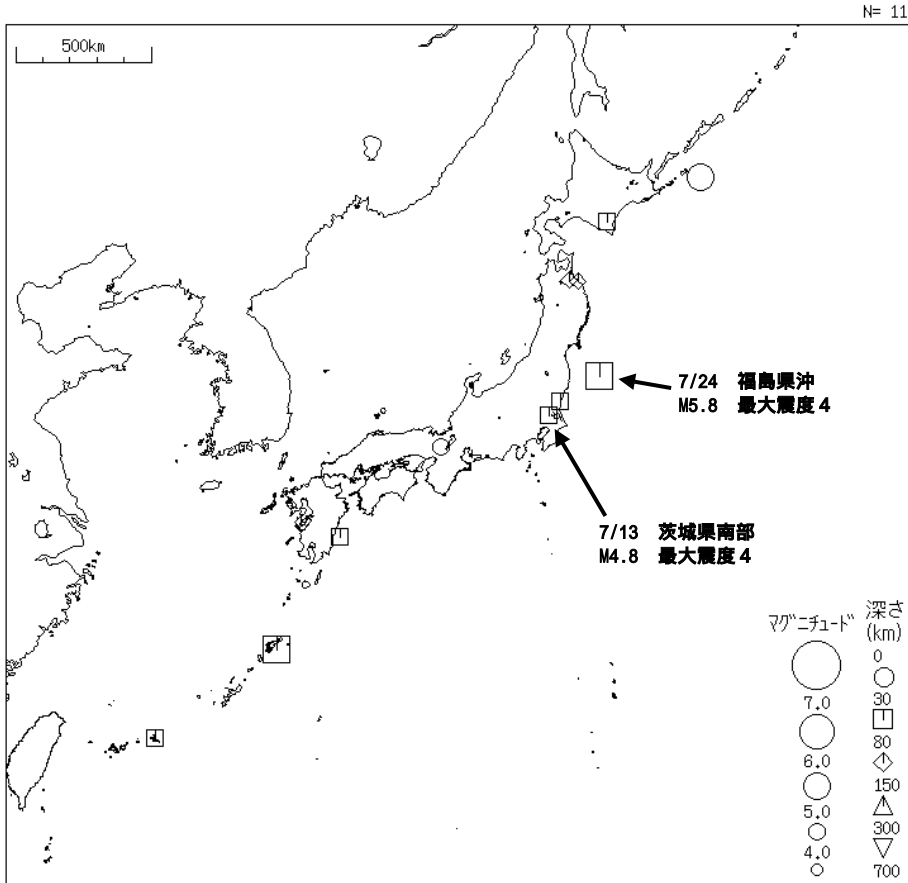 N= 11
500km
7/24 福島県沖
M5.8 最大震度４
7/13 茨城県南部
M4.8 最大震度４
ﾏｸﾞﾆﾁｭｰﾄﾞ 深さ
(km)
0
7.0 30
80
6.0
150
5.0
300
4.0
700